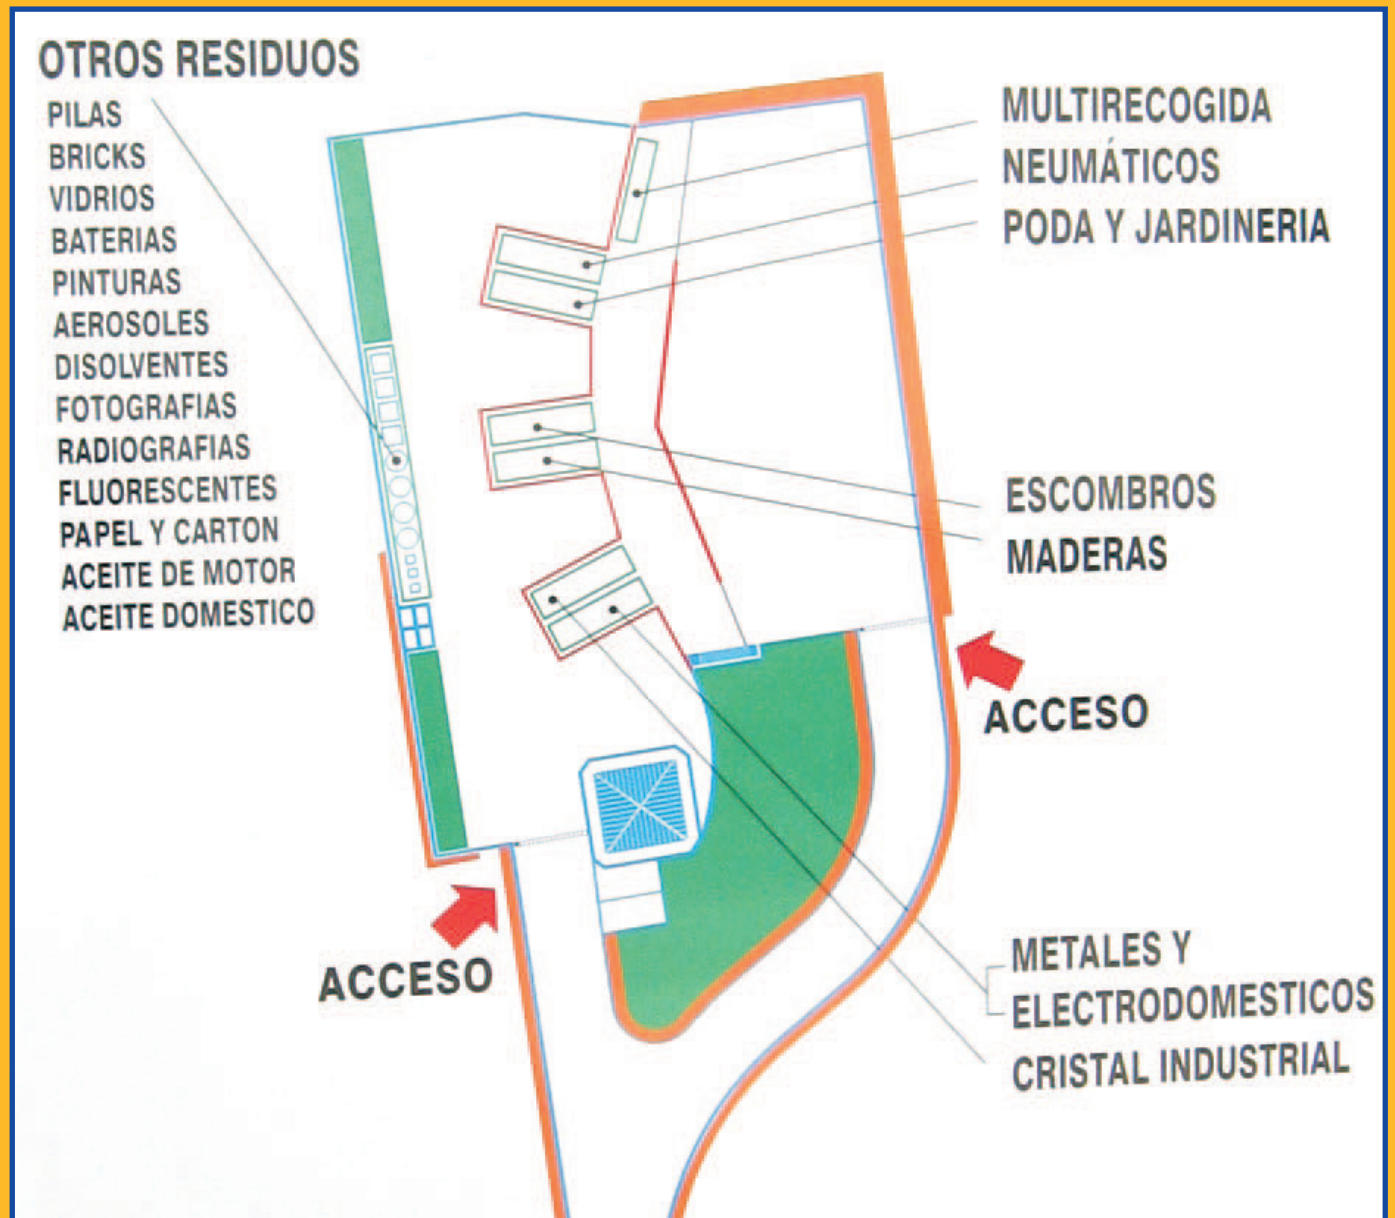 OTROS RESIDUOS
PILAS
BRICKS
VIDRIOS
BATERIAS
PINTURAS
AEROSOLES
DISOLVENTES
FOTOGRAFIAS
RADIOGRAFIAS
FLUORESCENTES
PAPEL Y CARTON
ACEITE DE MOTOR
ACEITE DOMESTICO
MULTIRECOGIDA
NEUMÁTICOS
PODA Y JARDINERIA
ESCOMBROS
MADERAS
ACCESO
ACCESO
METALES Y
ELECTRODOMESTICOS
CRISTAL INDUSTRIAL